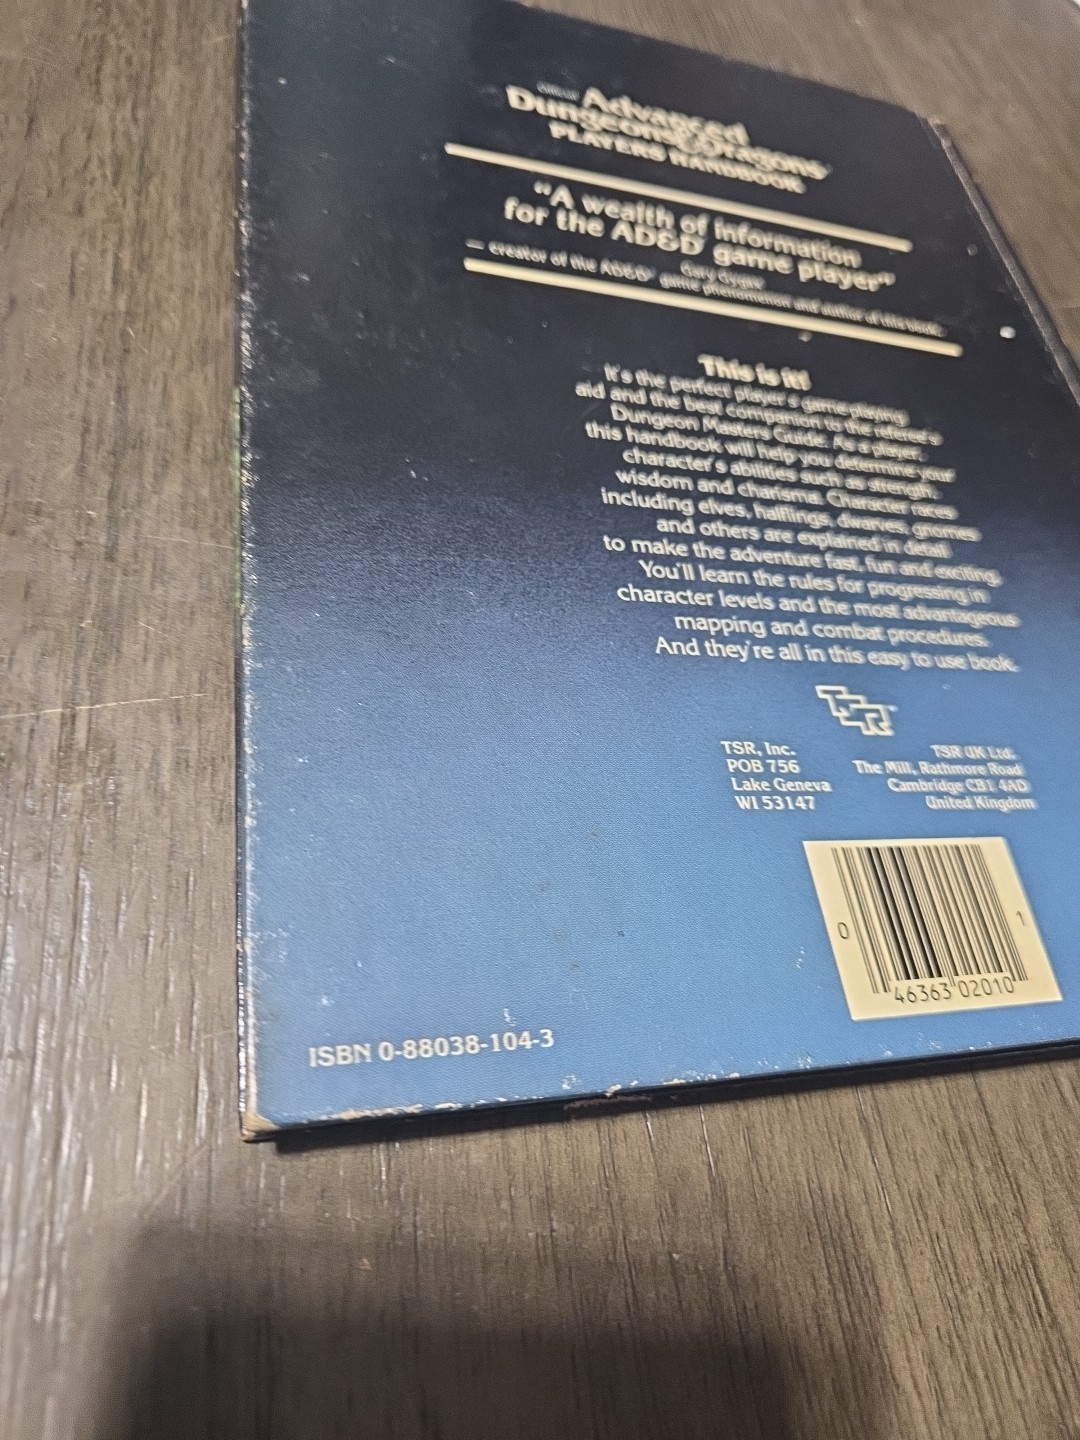 Official Advanced
Dungeons & Dragons®
PLAYERS HANDBOOK
“A wealth of information
for the AD&D® game player”
Gary Gygax
— creator of the AD&D® game phenomenon and author of this book.
This is it!
It's the perfect player's game playing
aid and the best companion to the referee's
Dungeon Masters Guide. As a player,
this handbook will help you determine your
character's abilities such as strength,
wisdom and charisma. Character races
including elves, halflings, dwarves, gnomes
and others are explained in detail
to make the adventure fast, fun and exciting.
You'll learn the rules for progressing in
character levels and the most advantageous
mapping and combat procedures.
And they're all in this easy to use book.
TSR™
TSR, Inc.
POB 756
Lake Geneva
WI 53147
TSR UK Ltd.
The Mill, Rathmore Road
Cambridge CB1 4AD
United Kingdom
0 46363 02010 1
ISBN 0-88038-104-3